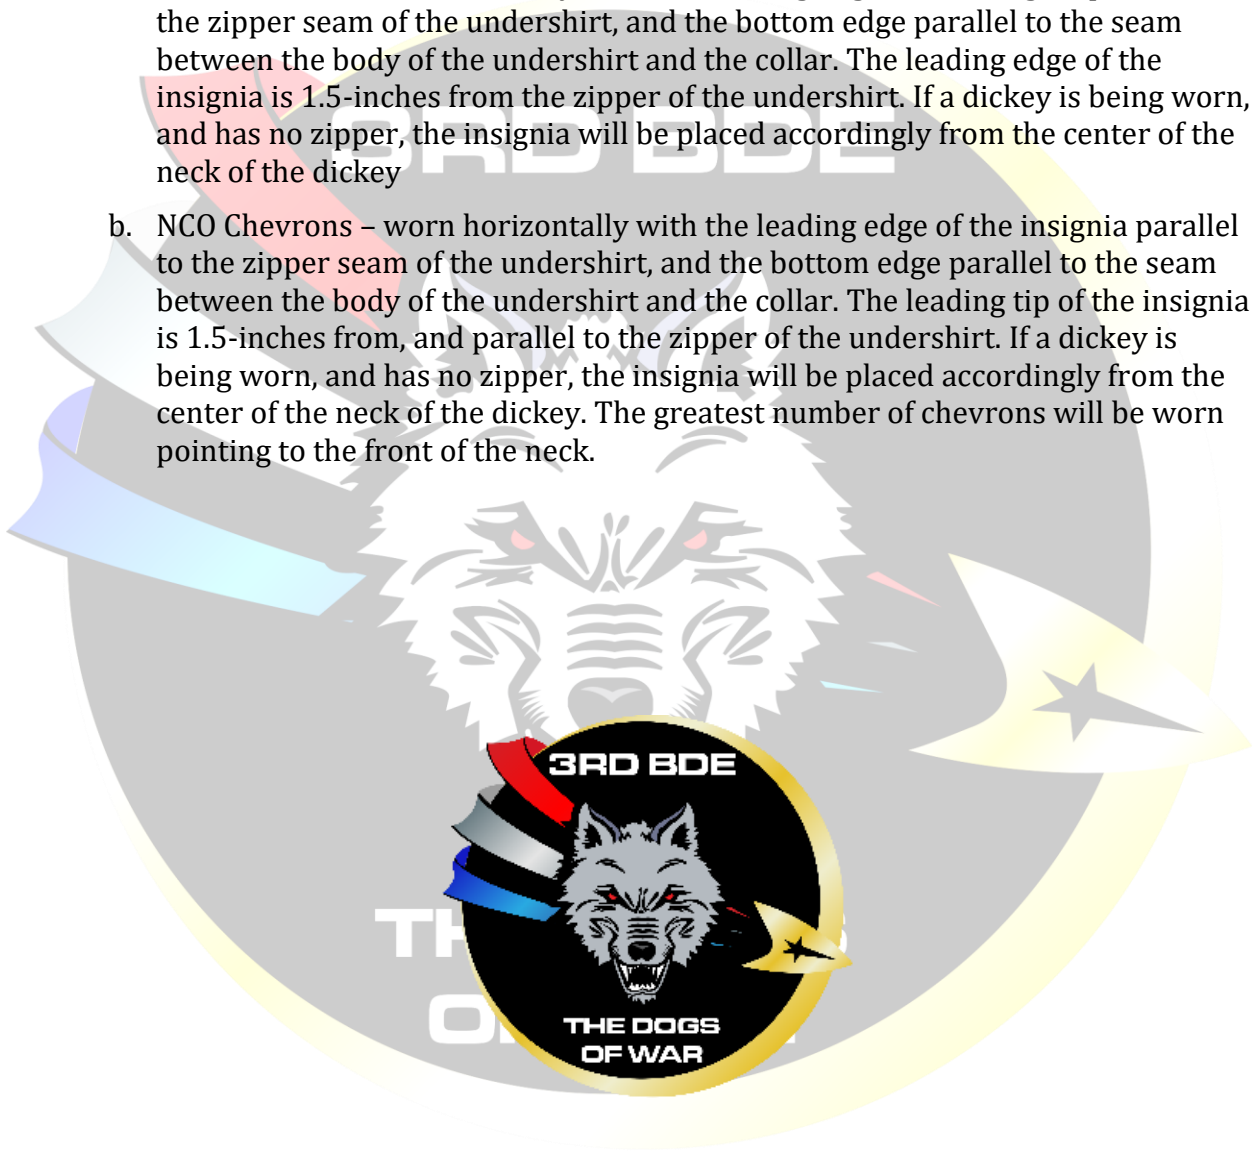 the zipper seam of the undershirt, and the bottom edge parallel to the seam
between the body of the undershirt and the collar. The leading edge of the
insignia is 1.5-inches from the zipper of the undershirt. If a dickey is being worn,
and has no zipper, the insignia will be placed accordingly from the center of the
neck of the dickey
b. NCO Chevrons – worn horizontally with the leading edge of the insignia parallel
to the zipper seam of the undershirt, and the bottom edge parallel to the seam
between the body of the undershirt and the collar. The leading tip of the insignia
is 1.5-inches from, and parallel to the zipper of the undershirt. If a dickey is
being worn, and has no zipper, the insignia will be placed accordingly from the
center of the neck of the dickey. The greatest number of chevrons will be worn
pointing to the front of the neck.
3RD BDE
3RD BDE
THE DOGS
OF WAR